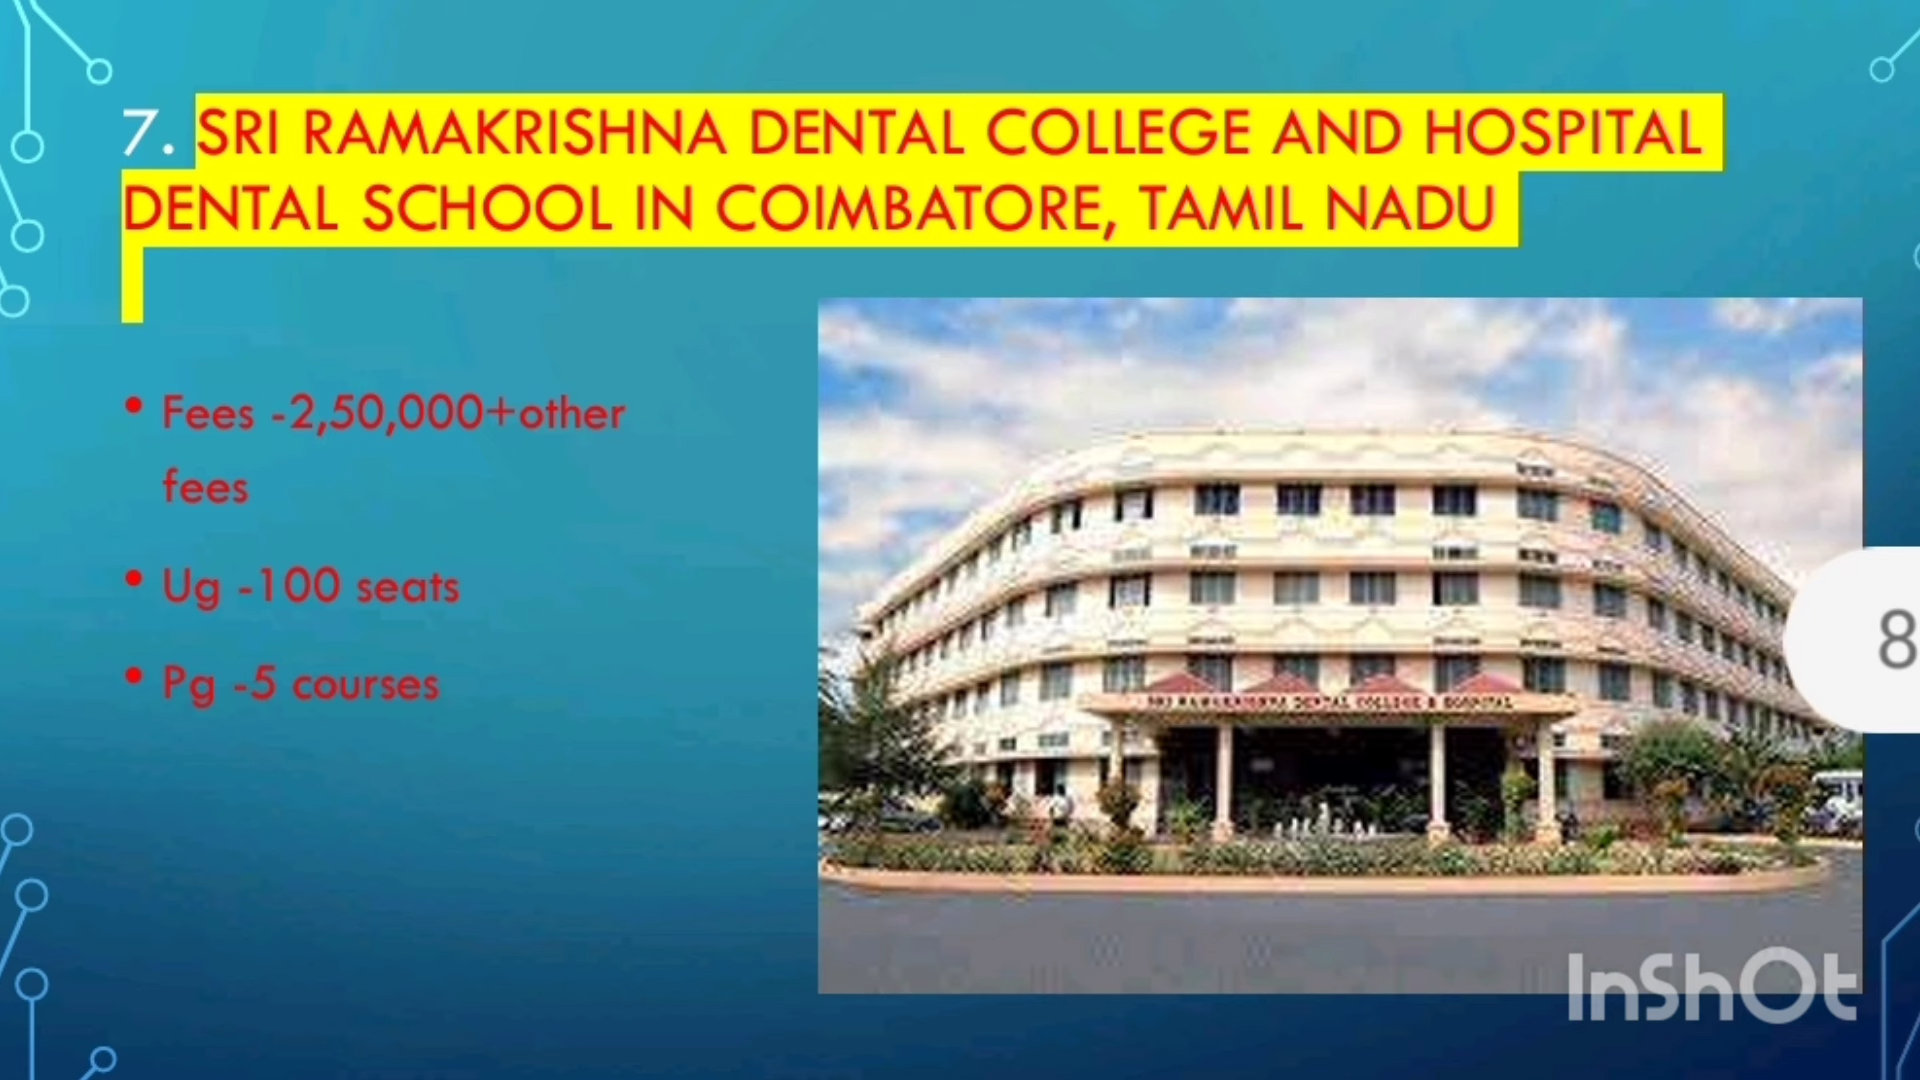 7. SRI RAMAKRISHNA DENTAL COLLEGE AND HOSPITAL
DENTAL SCHOOL IN COIMBATORE, TAMIL NADU
• Fees -2,50,000+other
fees
• Ug -100 seats
• Pg -5 courses
SRI RAMAKRISHNA DENTAL COLLEGE & HOSPITAL
8
InShOt